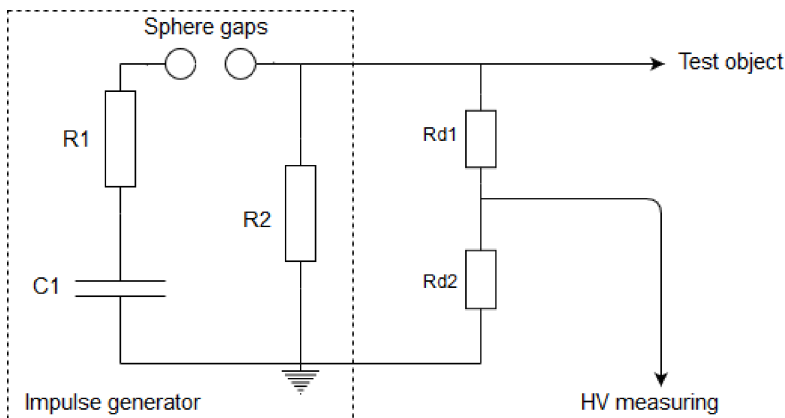 Sphere gaps
Test object
R1
Rd1
R2
C1
Rd2
Impulse generator
HV measuring